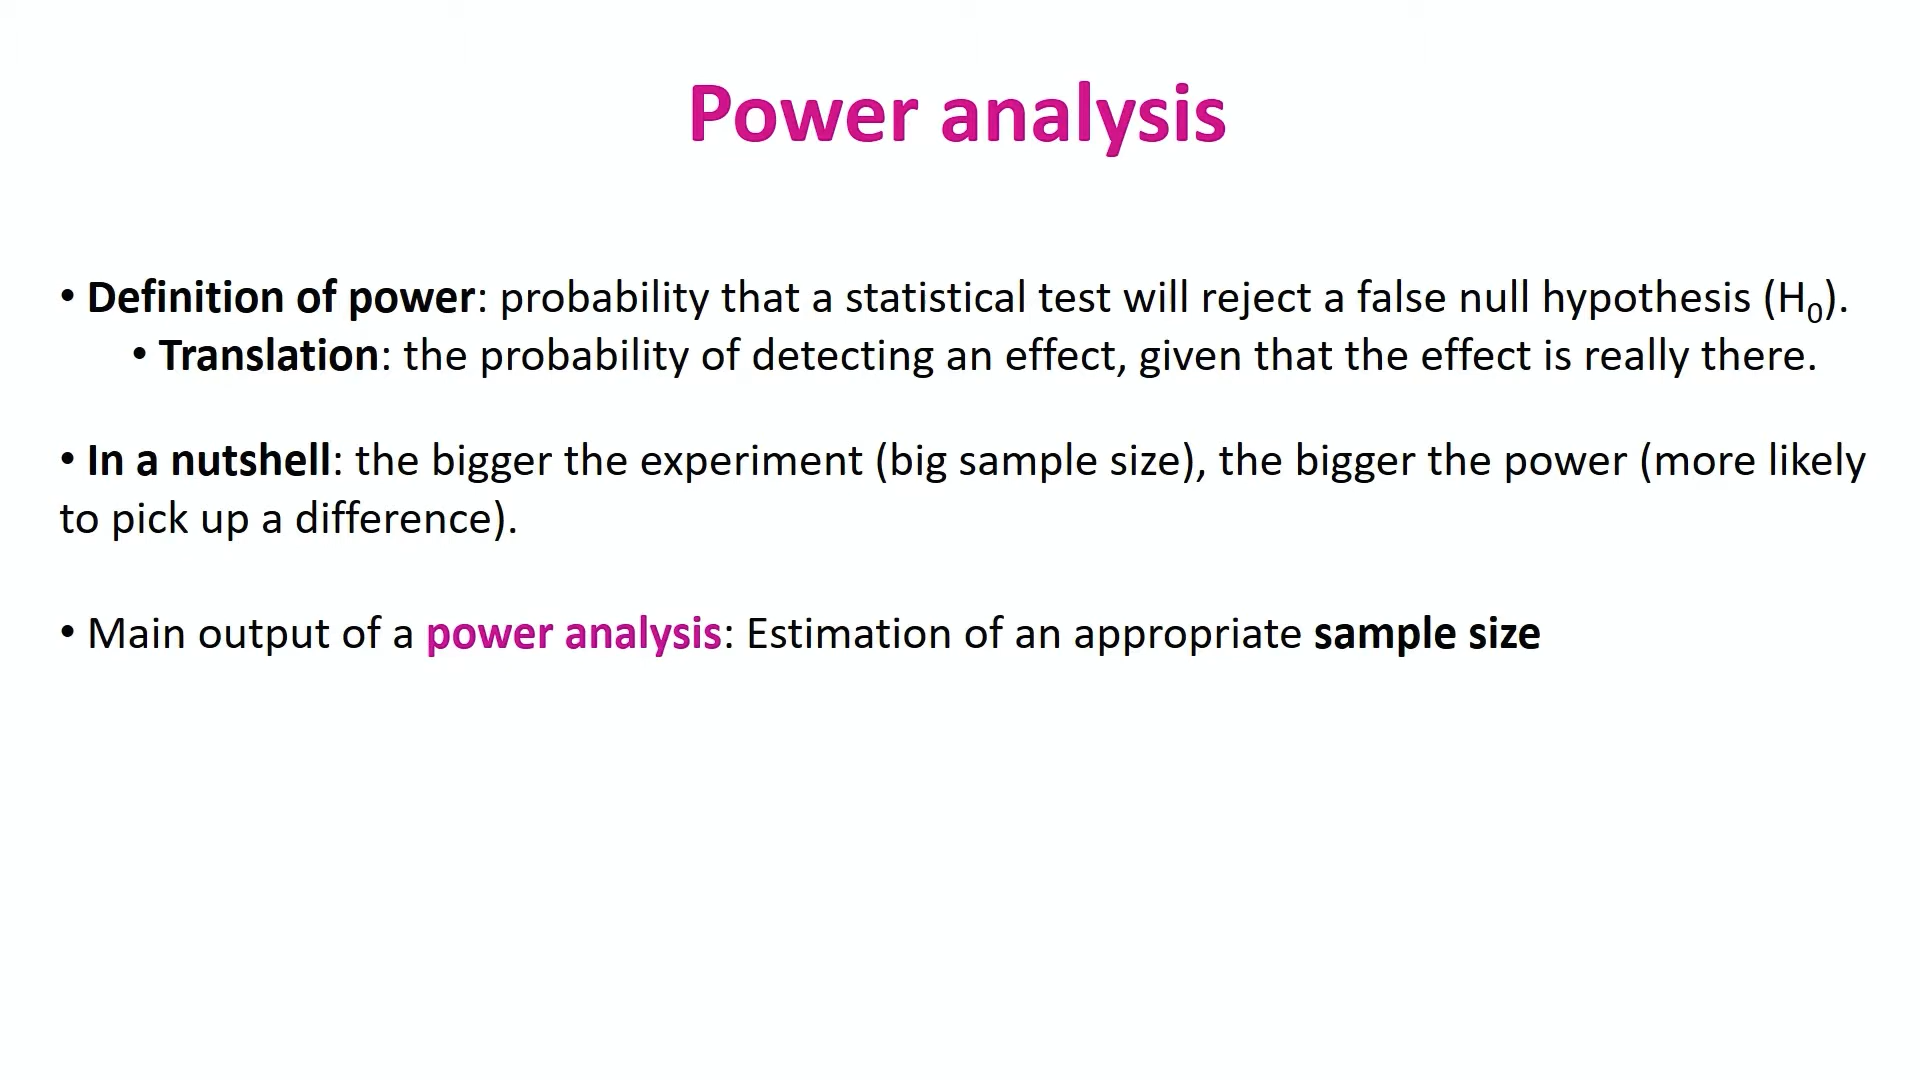 Power analysis
• Definition of power: probability that a statistical test will reject a false null hypothesis (H₀).
• Translation: the probability of detecting an effect, given that the effect is really there.
• In a nutshell: the bigger the experiment (big sample size), the bigger the power (more likely
to pick up a difference).
• Main output of a power analysis: Estimation of an appropriate sample size